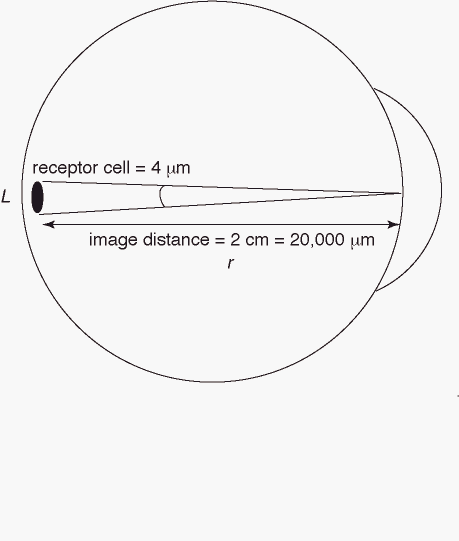 receptor cell = 4 μm
L
image distance = 2 cm = 20,000 μm
r